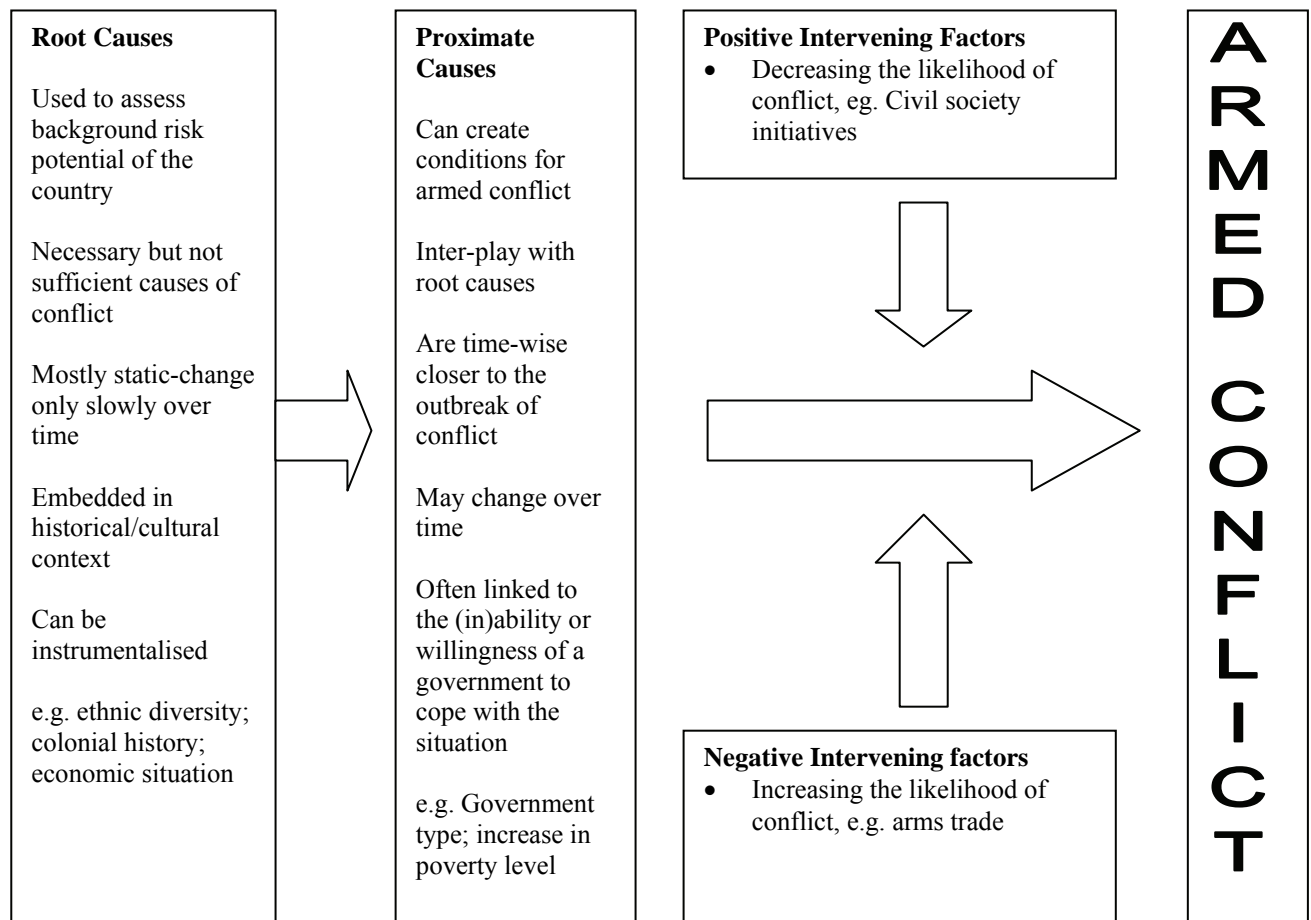 Root Causes
Used to assess
background risk
potential of the
country
Necessary but not
sufficient causes of
conflict
Mostly static-change
only slowly over
time
Embedded in
historical/cultural
context
Can be
instrumentalised
e.g. ethnic diversity;
colonial history;
economic situation
Proximate
Causes
Can create
conditions for
armed conflict
Inter-play with
root causes
Are time-wise
closer to the
outbreak of
conflict
May change over
time
Often linked to
the (in)ability or
willingness of a
government to
cope with the
situation
e.g. Government
type; increase in
poverty level
Positive Intervening Factors
• Decreasing the likelihood of
conflict, eg. Civil society
initiatives
Negative Intervening factors
• Increasing the likelihood of
conflict, e.g. arms trade
ARMED CONFLICT